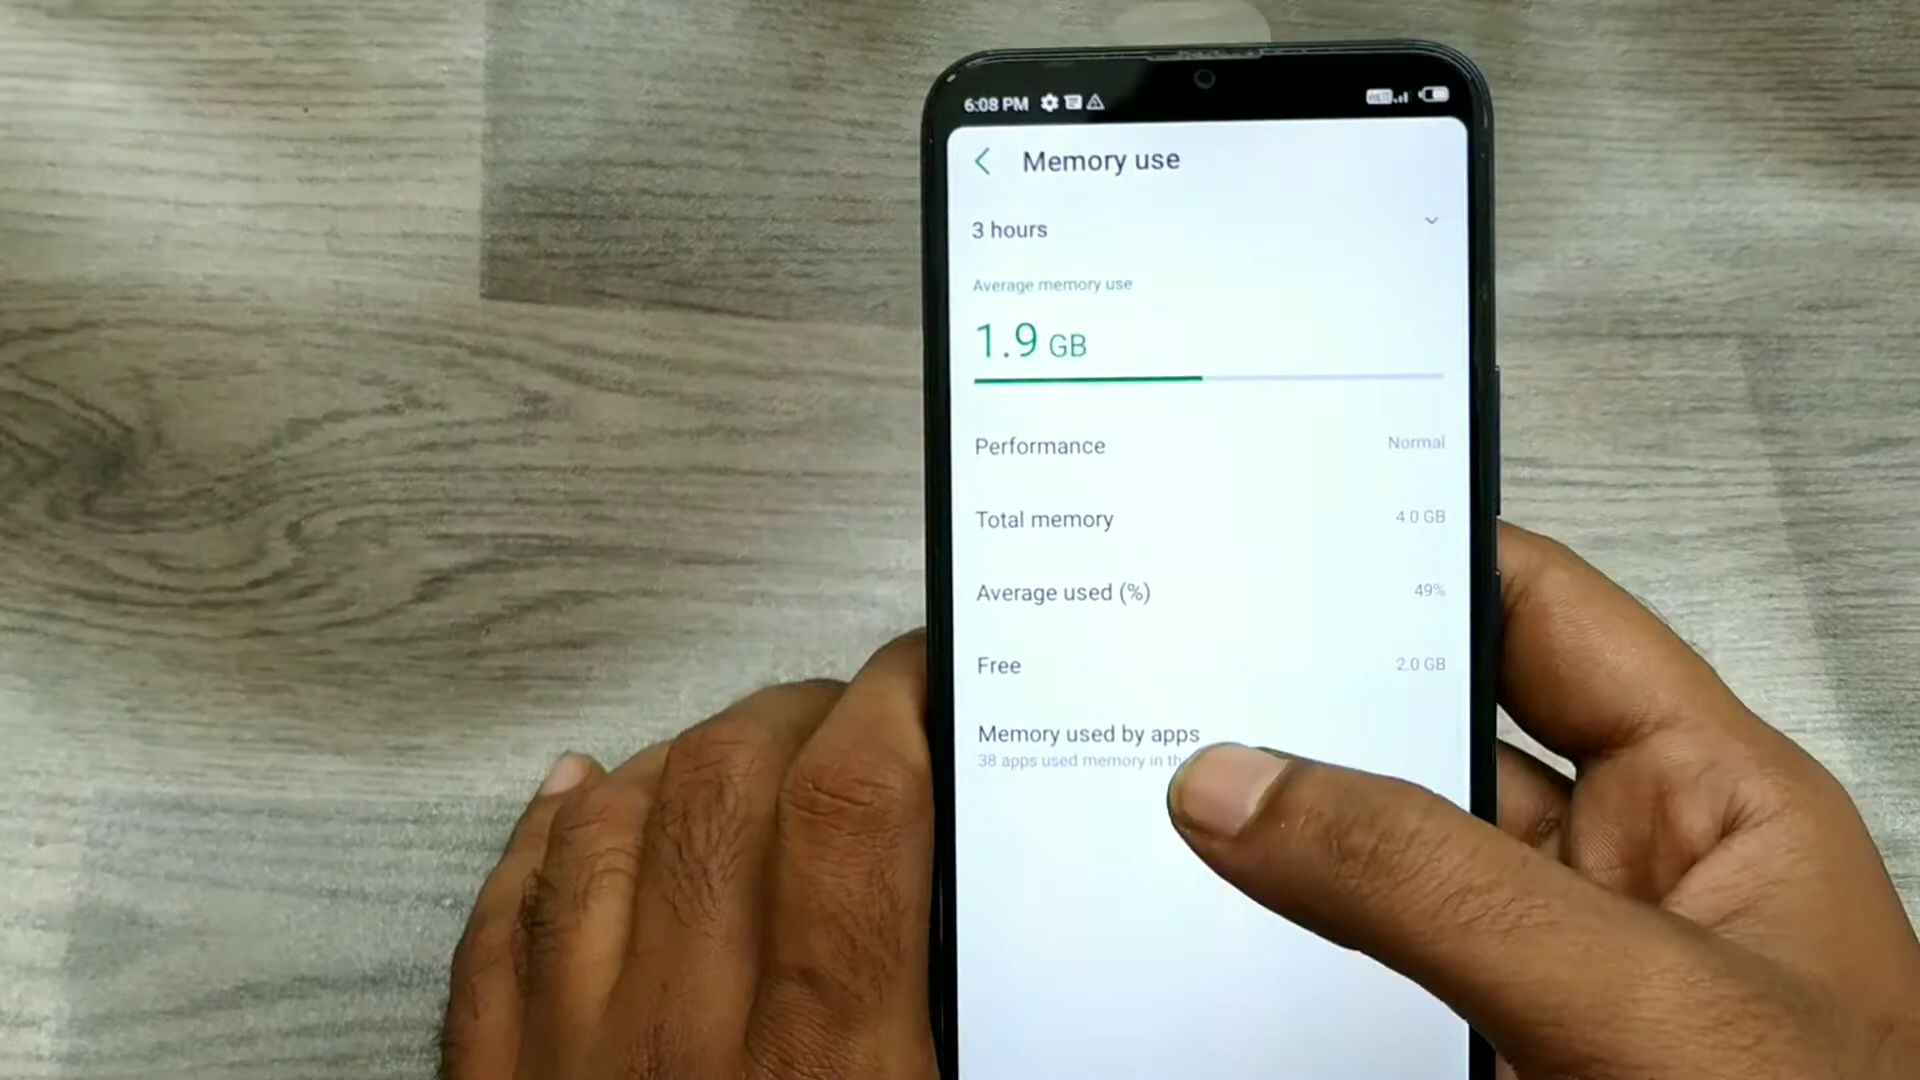 6:08 PM
Memory use
3 hours
Average memory use
1.9 GB
Performance Normal
Total memory 4.0 GB
Average used (%) 49%
Free 2.0 GB
Memory used by apps
38 apps used memory in